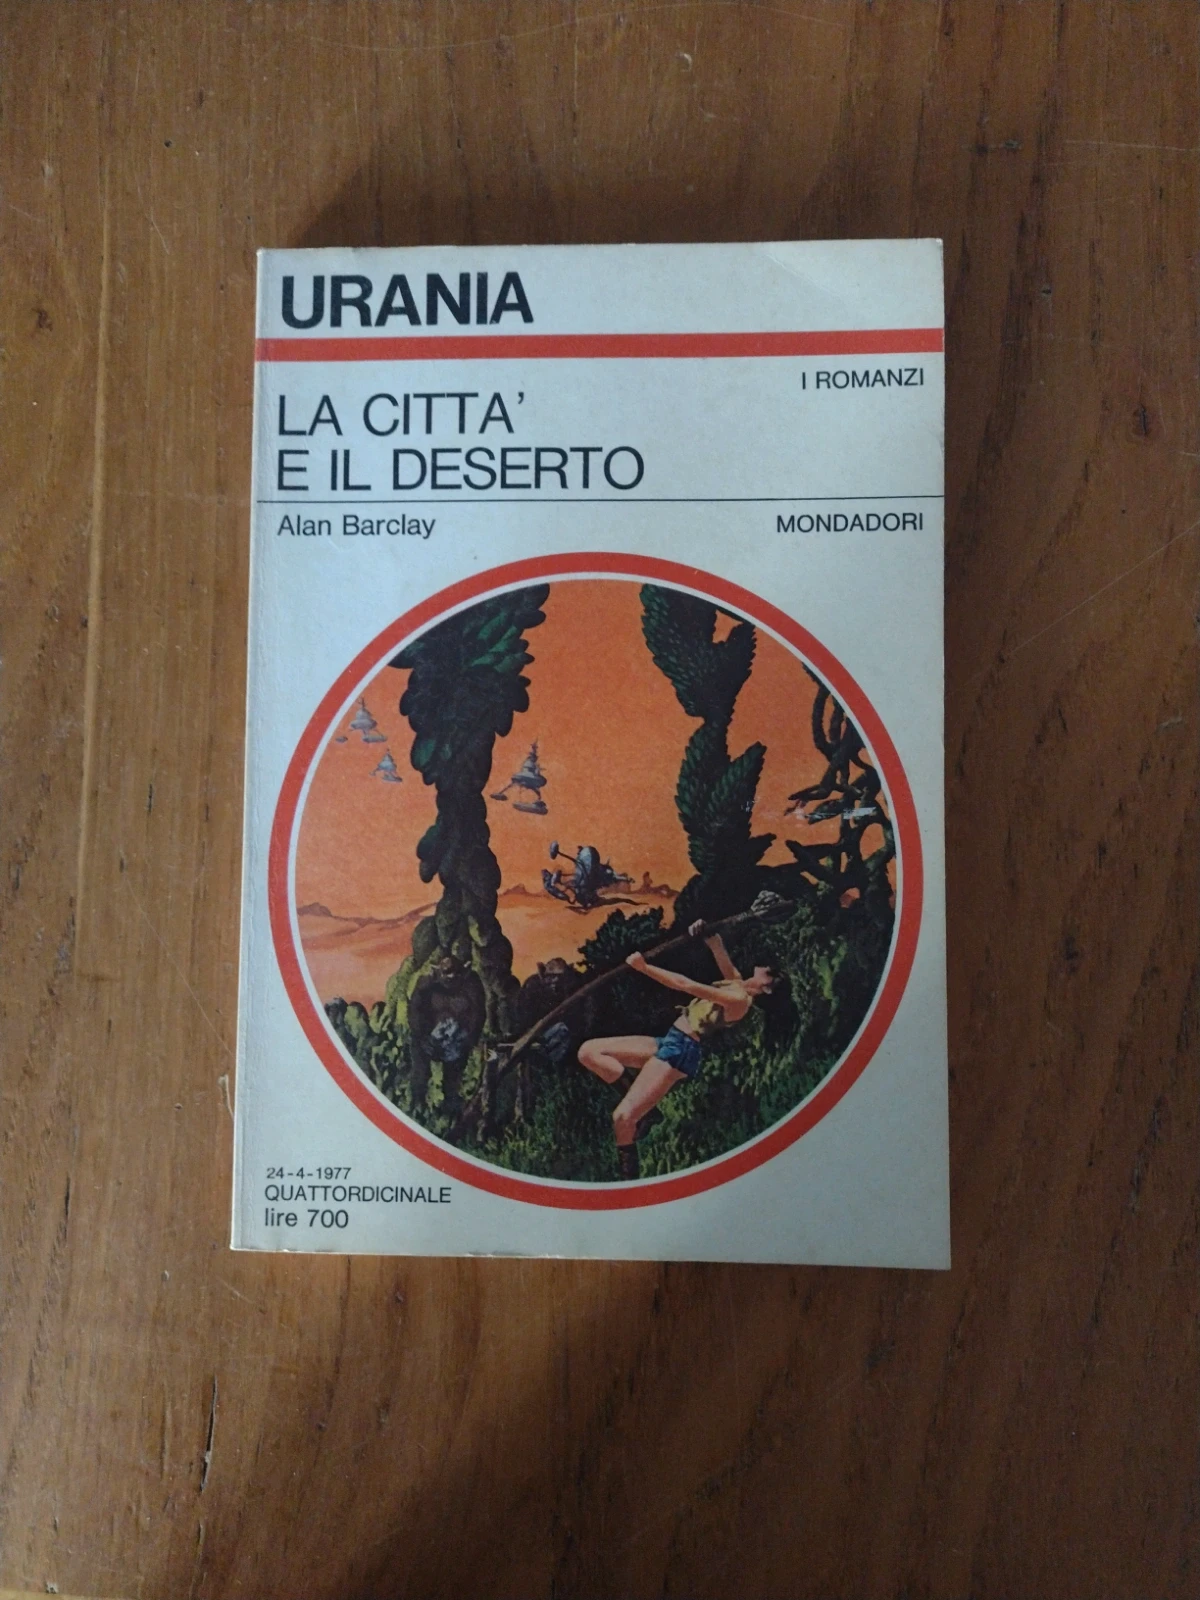 URANIA
I ROMANZI
LA CITTA'
E IL DESERTO
Alan Barclay
MONDADORI
24-4-1977
QUATTORDICINALE
lire 700